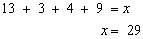 13 + 3 + 4 + 9 = x
x = 29